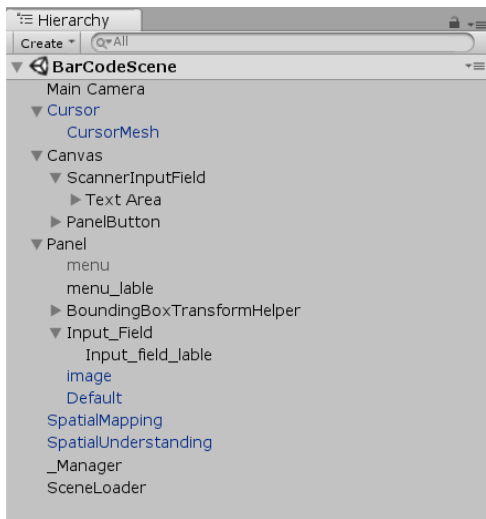 Hierarchy
Create All
BarCodeScene
Main Camera
Cursor
CursorMesh
Canvas
ScannerInputField
Text Area
PanelButton
Panel
menu
menu_lable
BoundingBoxTransformHelper
Input_Field
Input_field_lable
image
Default
SpatialMapping
SpatialUnderstanding
_Manager
SceneLoader